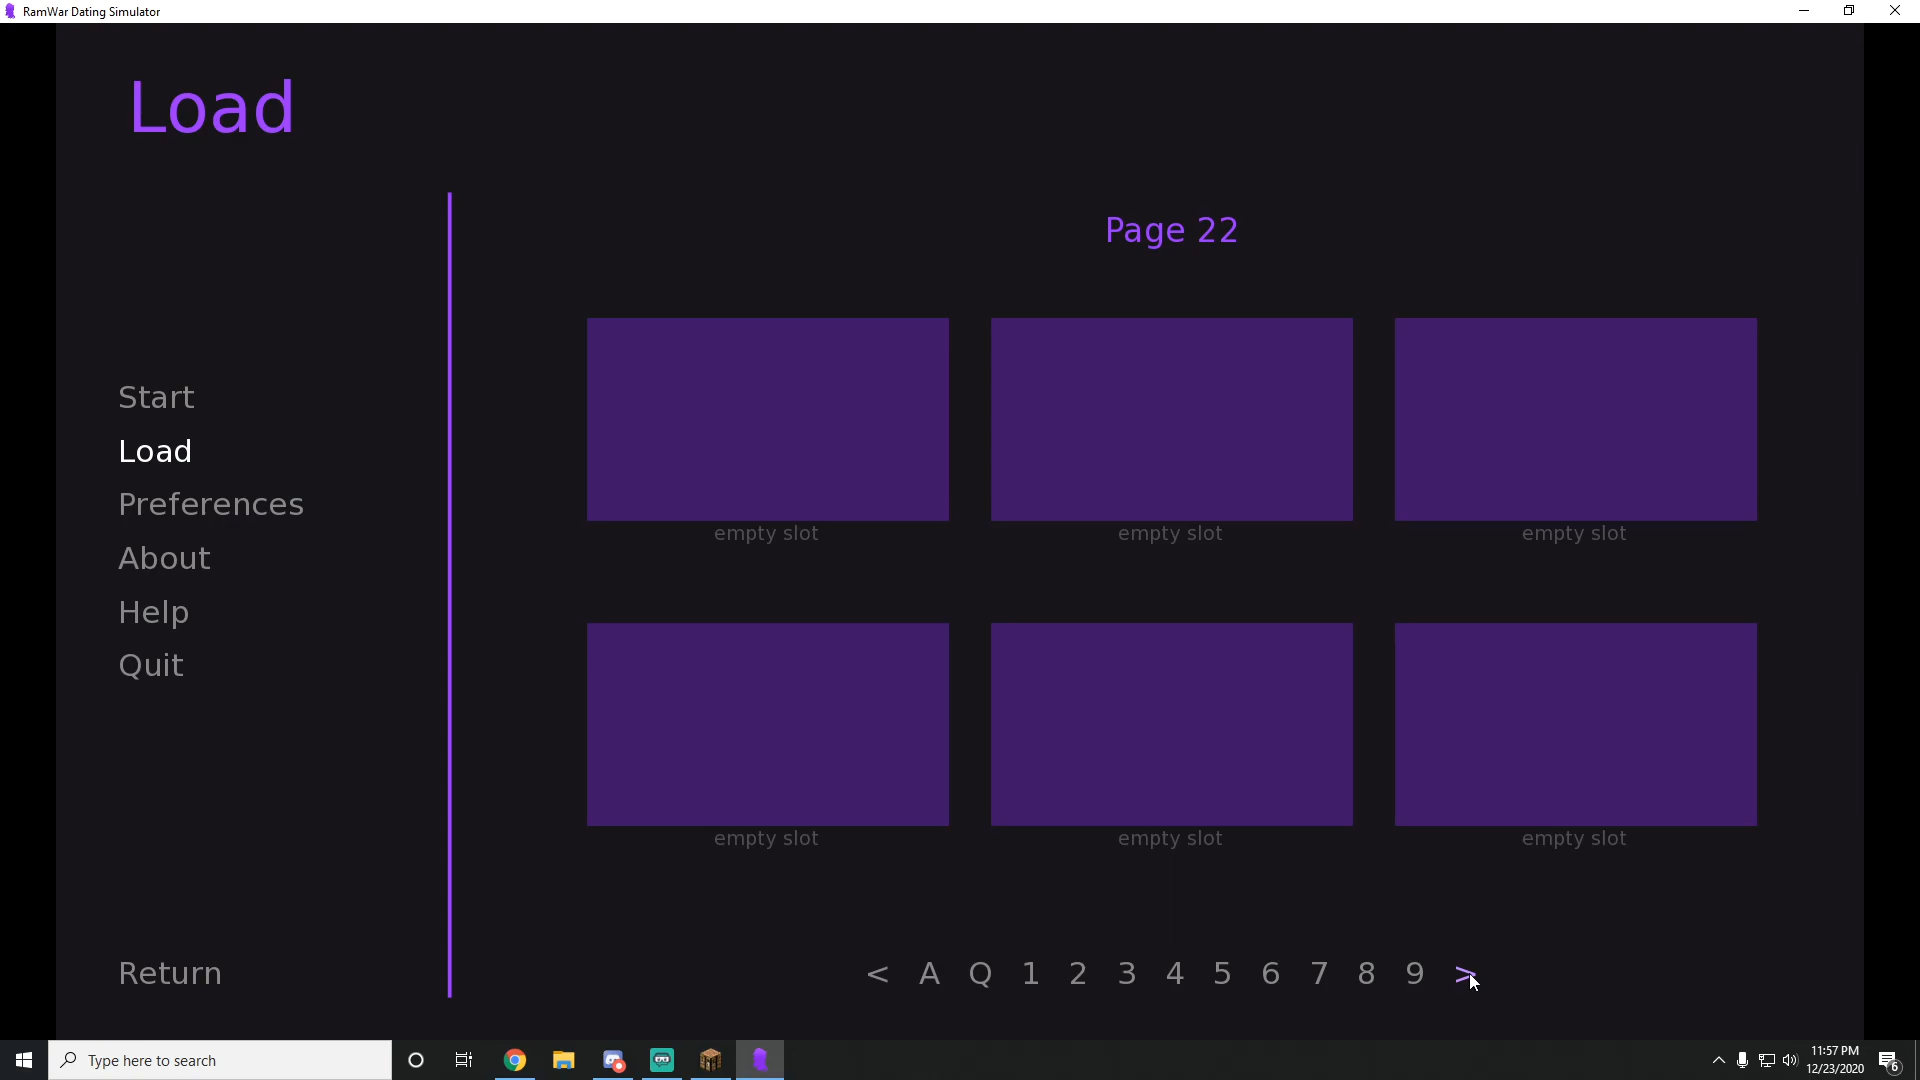 RamWar Dating Simulator
Load
Page 22
Start
Load
Preferences
About
Help
Quit
Return
empty slot empty slot empty slot
empty slot empty slot empty slot
< A Q 1 2 3 4 5 6 7 8 9 >
Type here to search
11:57 PM
12/23/2020
6